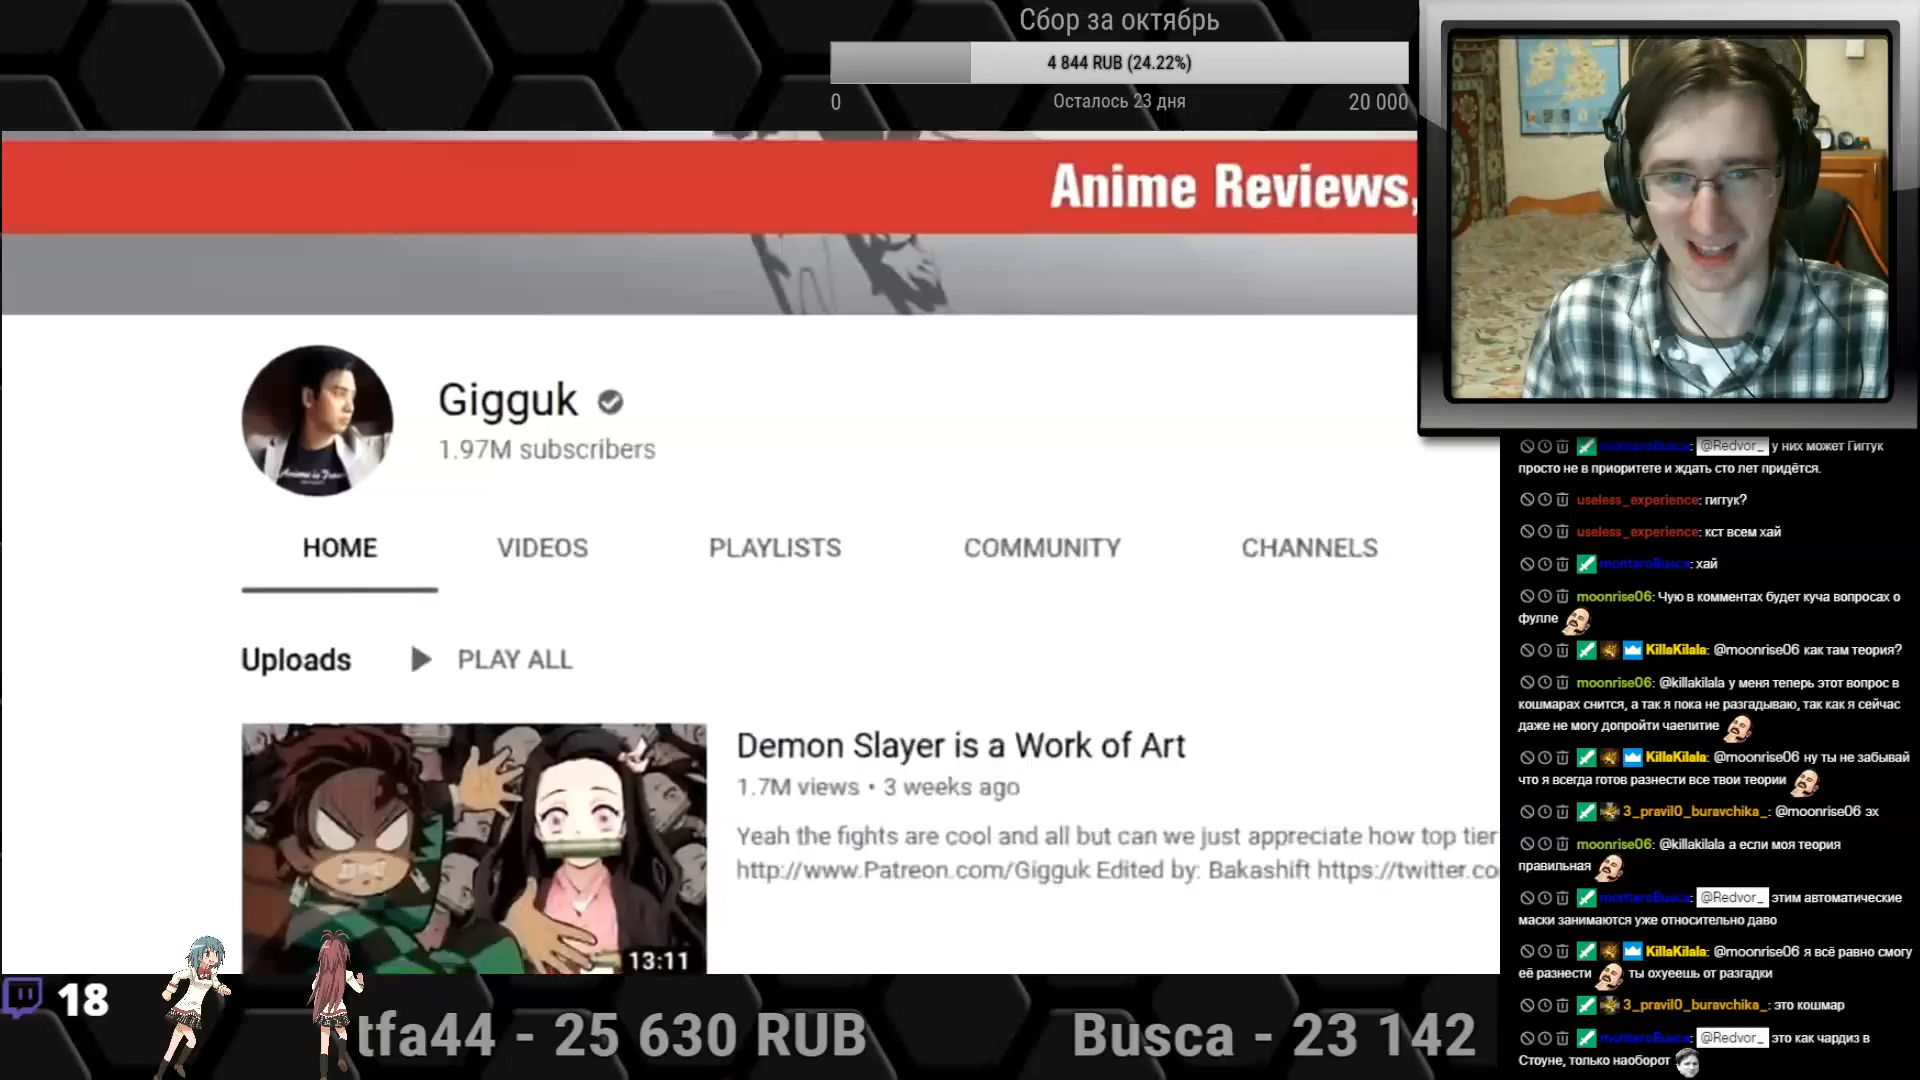 Сбор за октябрь
4 844 RUB (24.22%)
0
Осталось 23 дня
20 000
Anime Reviews,
Gigguk
1.97M subscribers
HOME
VIDEOS
PLAYLISTS
COMMUNITY
CHANNELS
Uploads
PLAY ALL
Demon Slayer is a Work of Art
1.7M views • 3 weeks ago
Yeah the fights are cool and all but can we just appreciate how top tier
http://www.Patreon.com/Gigguk Edited by: Bakashift https://twitter.co
13:11
montaroBusca: @Redvor_ у них может Гиггук
просто не в приоритете и ждать сто лет придётся.
useless_experience: гиггук?
useless_experience: кст всем хай
montaroBusca: хай
moonrise06: Чую в комментах будет куча вопросах о
фулле
KillaKilala: @moonrise06 как там теория?
moonrise06: @killakilala у меня теперь этот вопрос в
кошмарах снится, а так я пока не разгадываю, так как я сейчас
даже не могу допройти чаепитие
KillaKilala: @moonrise06 ну ты не забывай
что я всегда готов разнести все твои теории
3_pravil0_buravchika_: @moonrise06 эх
moonrise06: @killakilala а если моя теория
правильная
montaroBusca: @Redvor_ этим автоматические
маски занимаются уже относительно даво
KillaKilala: @moonrise06 я всё равно смогу
её разнести ты охуеешь от разгадки
3_pravil0_buravchika_: это кошмар
montaroBusca: @Redvor_ это как чардиз в
Стоуне, только наоборот
18
tfa44 - 25 630 RUB
Busca - 23 142